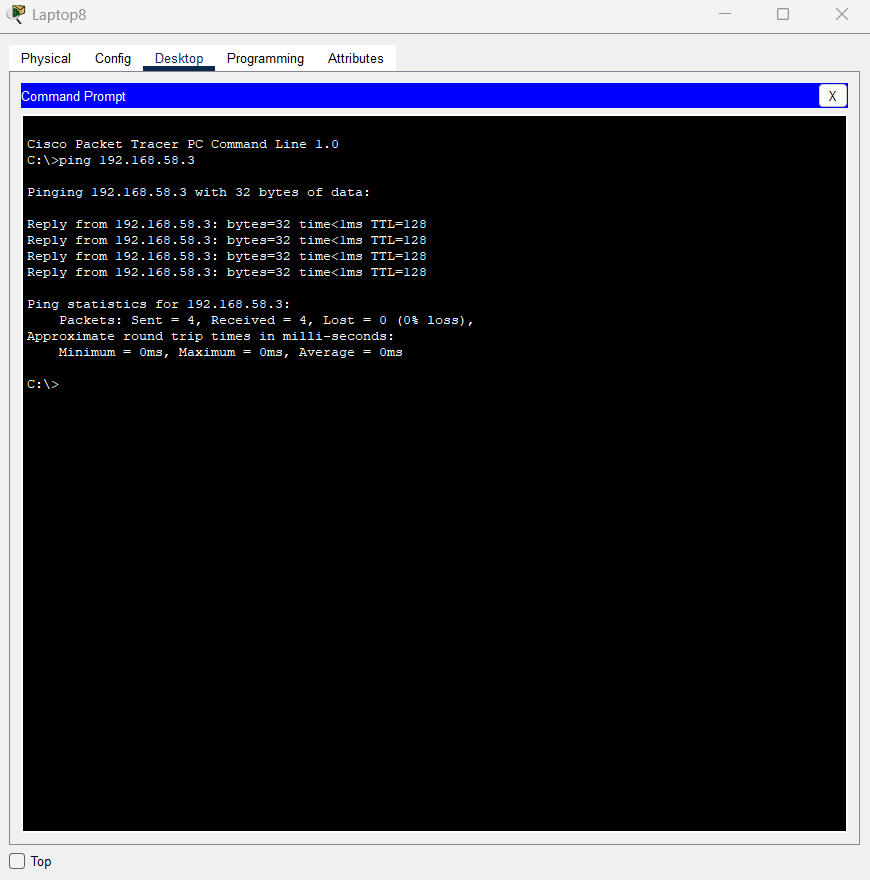 Laptop8
Physical Config Desktop Programming Attributes
Command Prompt X
Cisco Packet Tracer PC Command Line 1.0
C:\>ping 192.168.58.3
Pinging 192.168.58.3 with 32 bytes of data:
Reply from 192.168.58.3: bytes=32 time<1ms TTL=128
Reply from 192.168.58.3: bytes=32 time<1ms TTL=128
Reply from 192.168.58.3: bytes=32 time<1ms TTL=128
Reply from 192.168.58.3: bytes=32 time<1ms TTL=128
Ping statistics for 192.168.58.3:
Packets: Sent = 4, Received = 4, Lost = 0 (0% loss),
Approximate round trip times in milli-seconds:
Minimum = 0ms, Maximum = 0ms, Average = 0ms
C:\>
Top